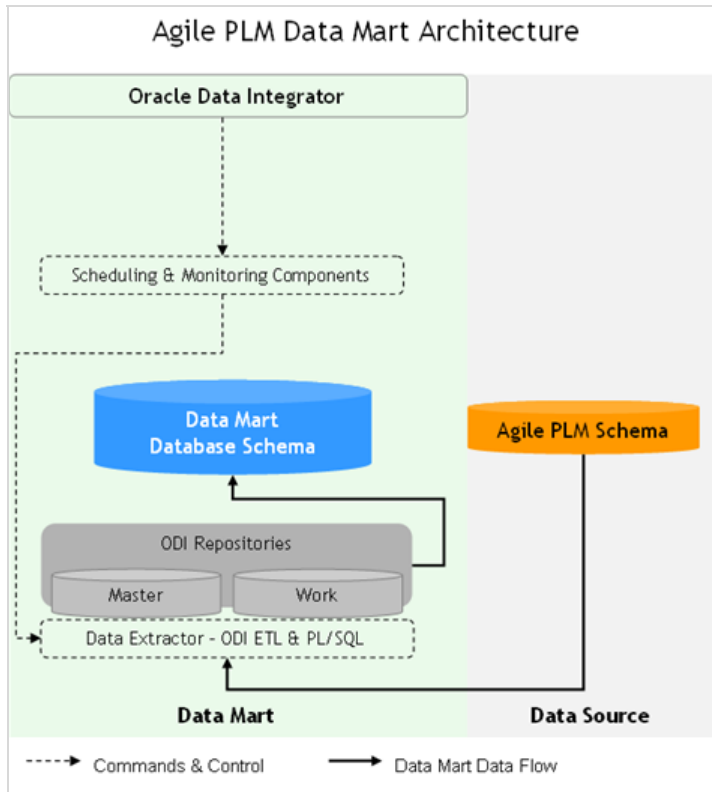 Agile PLM Data Mart Architecture
Oracle Data Integrator
Scheduling & Monitoring Components
Data Mart
Database Schema
Agile PLM Schema
ODI Repositories
Master
Work
Data Extractor - ODI ETL & PL/SQL
Data Mart
Data Source
Commands & Control
Data Mart Data Flow